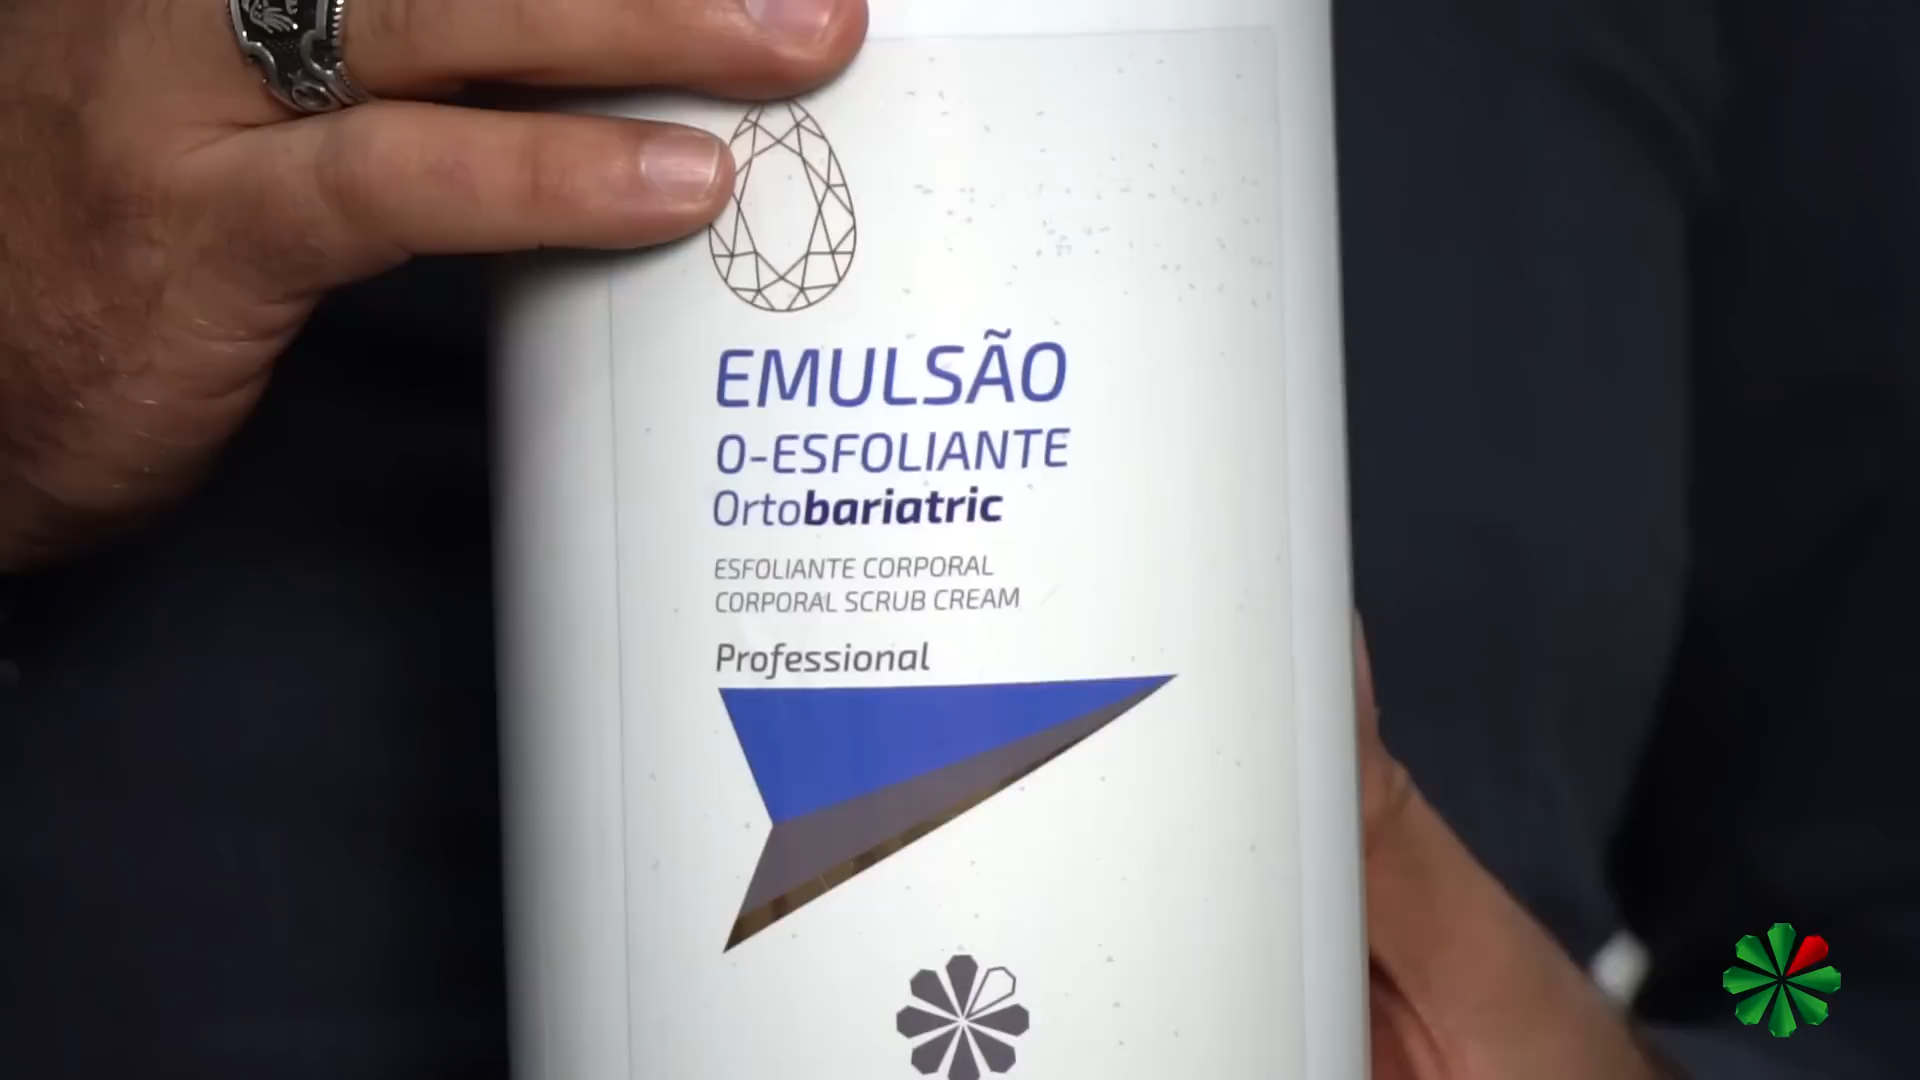 EMULSÃO
O-ESFOLIANTE
Ortobariatric
ESFOLIANTE CORPORAL
CORPORAL SCRUB CREAM
Professional